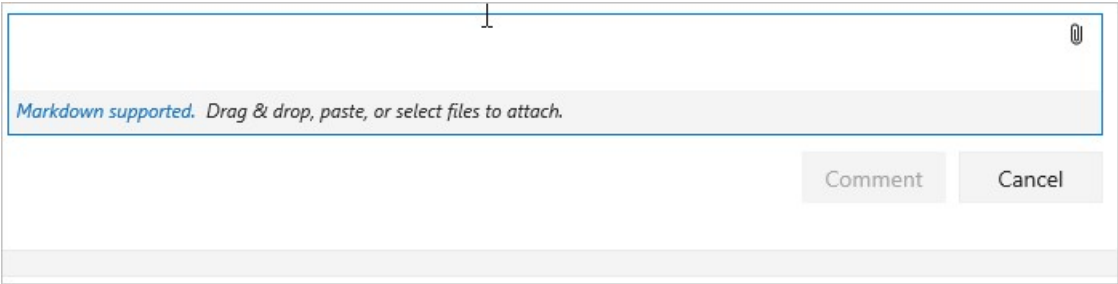 Markdown supported. Drag & drop, paste, or select files to attach.
Comment Cancel